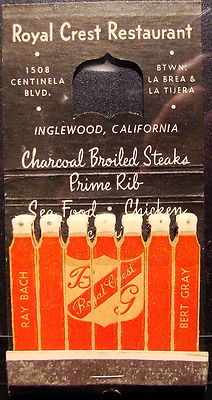 Royal Crest Restaurant
1508
CENTINELA
BLVD.
BTWN:
LA BREA &
LA TIJERA
INGLEWOOD, CALIFORNIA
Charcoal Broiled Steaks
Prime Rib
Sea Food • Chicken
RAY BACH
B
Royal Crest
G
BERT GRAY